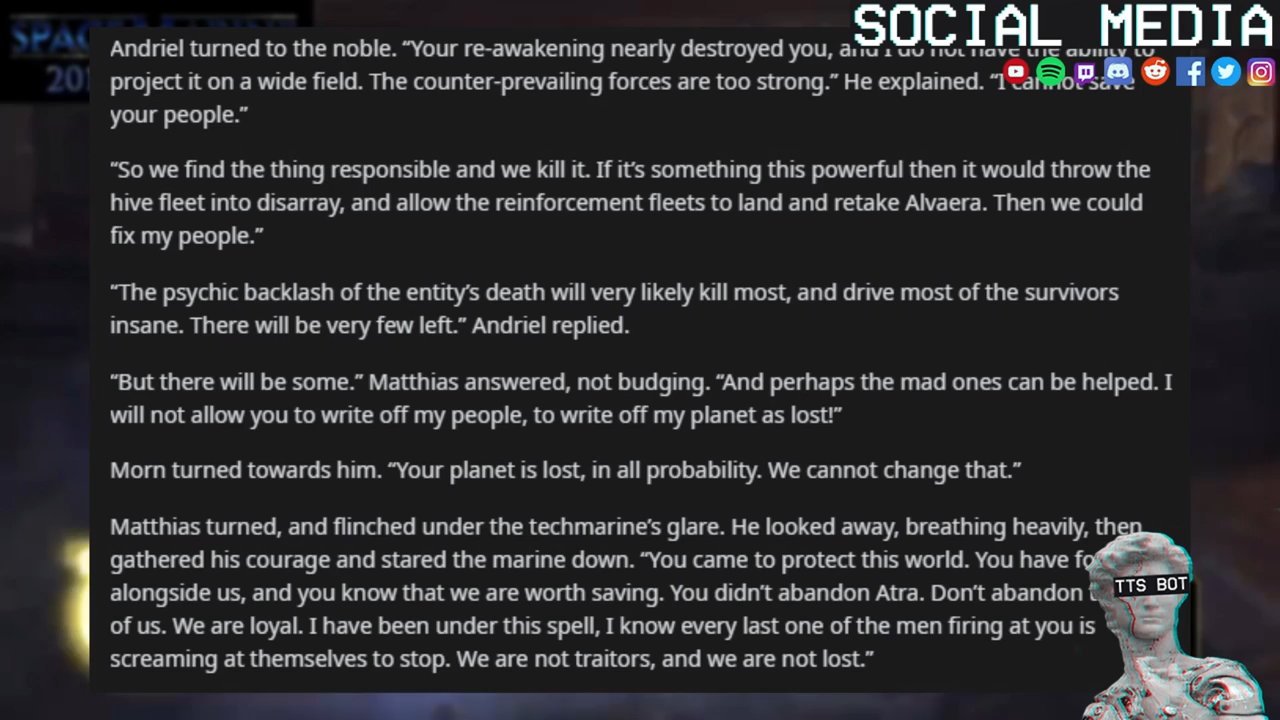 SOCIAL MEDIA
SPAC
201
Andriel turned to the noble. “Your re-awakening nearly destroyed you, and I do not have the ability to
project it on a wide field. The counter-prevailing forces are too strong.” He explained. “I cannot save
your people.”
“So we find the thing responsible and we kill it. If it’s something this powerful then it would throw the
hive fleet into disarray, and allow the reinforcement fleets to land and retake Alvaera. Then we could
fix my people.”
“The psychic backlash of the entity’s death will very likely kill most, and drive most of the survivors
insane. There will be very few left.” Andriel replied.
“But there will be some.” Matthias answered, not budging. “And perhaps the mad ones can be helped. I
will not allow you to write off my people, to write off my planet as lost!”
Morn turned towards him. “Your planet is lost, in all probability. We cannot change that.”
Matthias turned, and flinched under the techmarine’s glare. He looked away, breathing heavily, then
gathered his courage and stared the marine down. “You came to protect this world. You have fo
alongside us, and you know that we are worth saving. You didn’t abandon Atra. Don’t abandon
of us. We are loyal. I have been under this spell, I know every last one of the men firing at you is
screaming at themselves to stop. We are not traitors, and we are not lost.”
TTS BOT